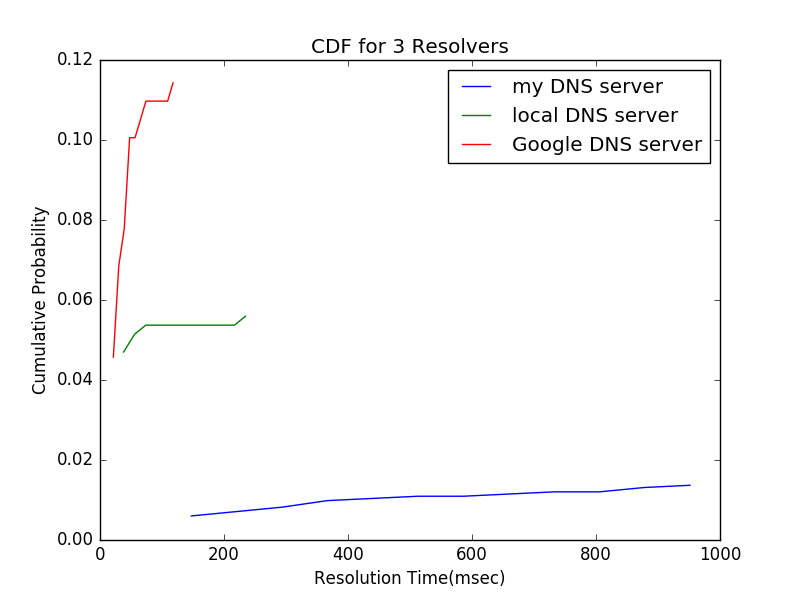 CDF for 3 Resolvers
my DNS server
local DNS server
Google DNS server
Cumulative Probability
0.12
0.10
0.08
0.06
0.04
0.02
0.00
0 200 400 600 800 1000
Resolution Time(msec)